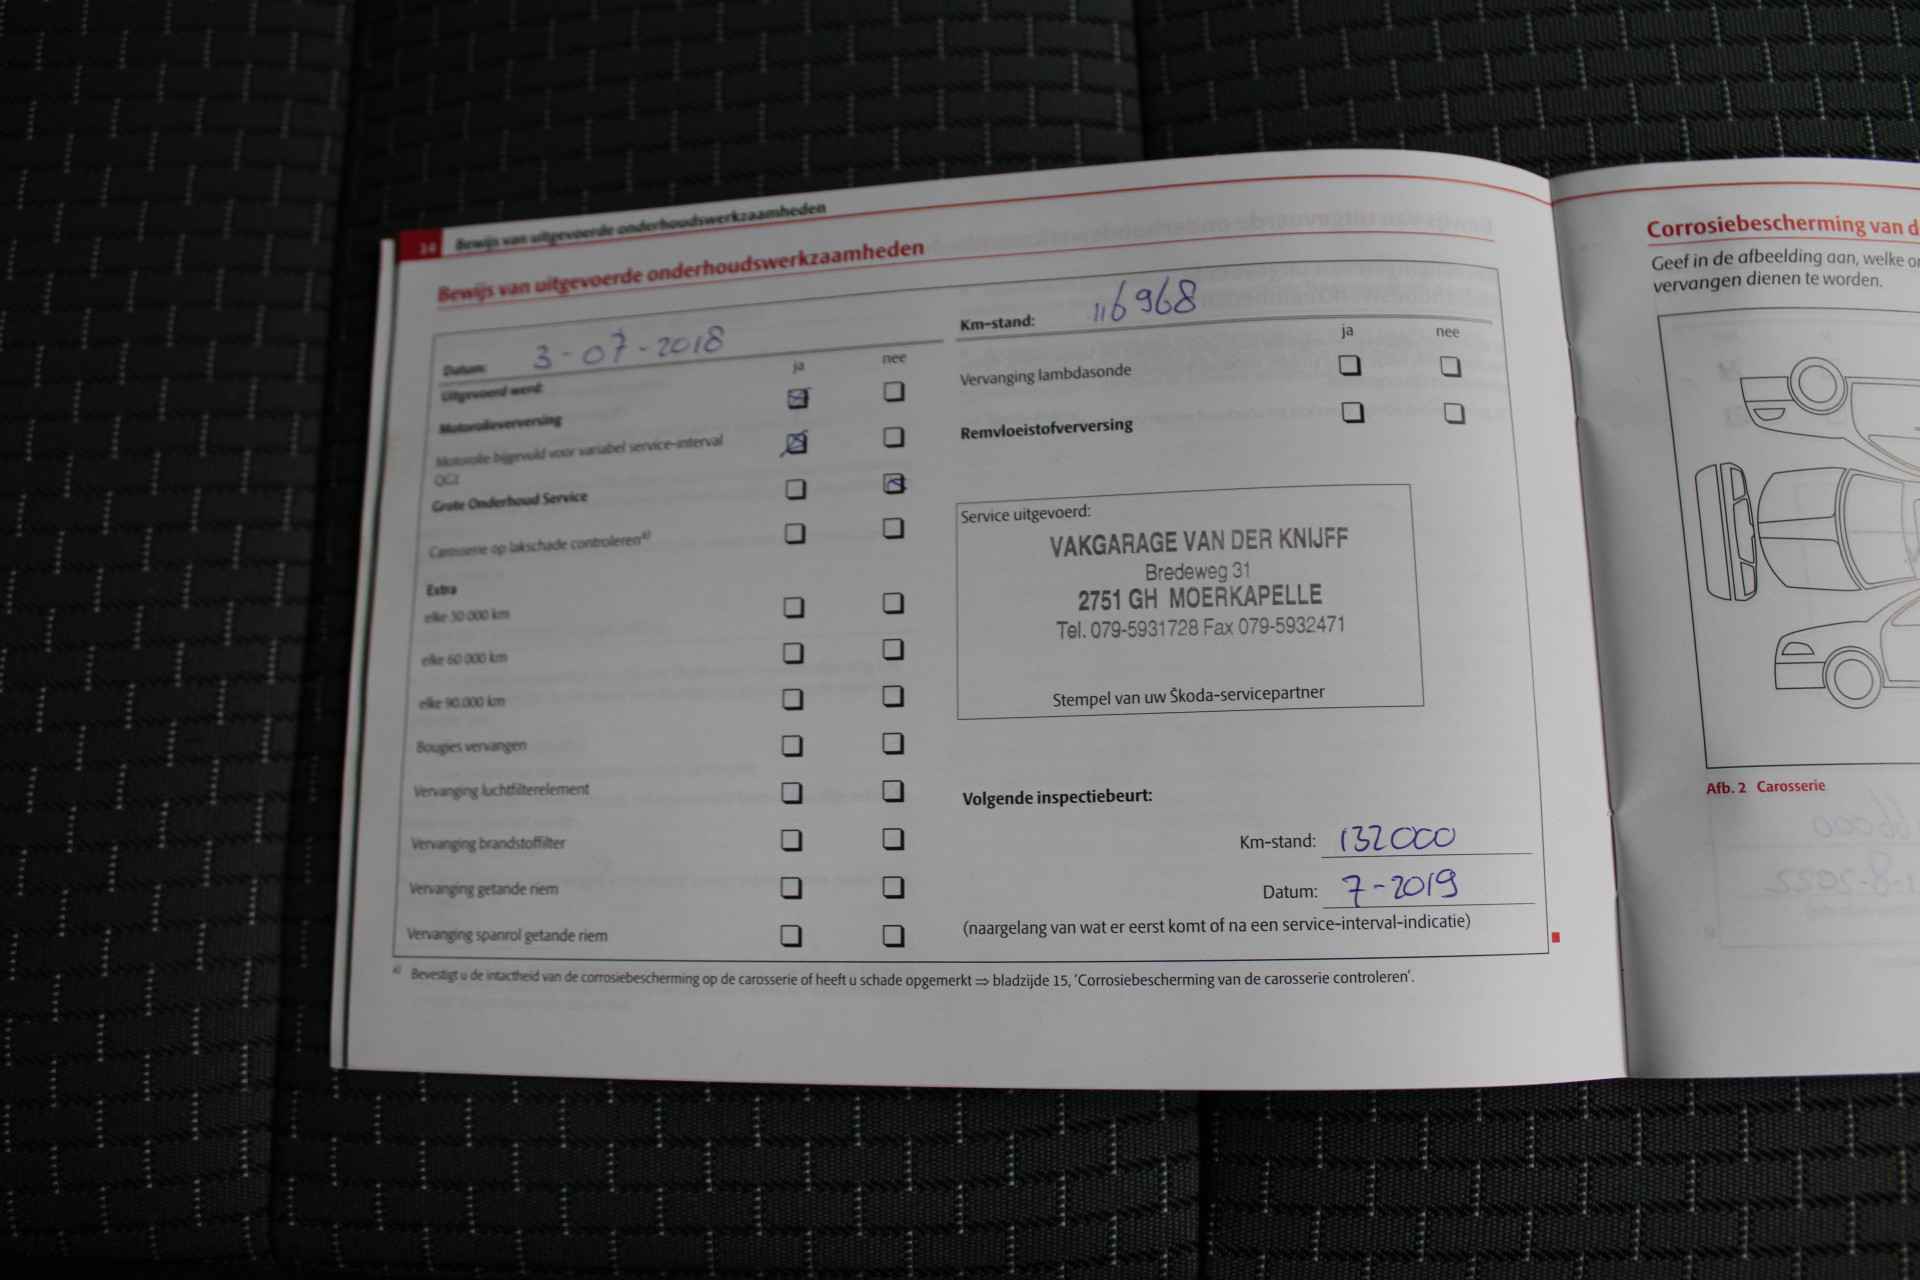 14 Bewijs van uitgevoerde onderhoudswerkzaamheden
Bewijs van uitgevoerde onderhoudswerkzaamheden
Datum: 3-07-2018
Uitgevoerd werd: ja nee
Motorolieverversing
Motorolie bijgevuld voor variabel service-interval
QG1
Grote Onderhoud Service
Carosserie op lakschade controleren a)
Extra
elke 30 000 km
elke 60 000 km
elke 90.000 km
Bougies vervangen
Vervanging luchtfilterelement
Vervanging brandstoffilter
Vervanging getande riem
Vervanging spanrol getande riem
Km-stand: 116968
ja nee
Vervanging lambdasonde
Remvloeistofverversing
Service uitgevoerd:
VAKGARAGE VAN DER KNIJFF
Bredeweg 31
2751 GH MOERKAPELLE
Tel. 079-5931728 Fax 079-5932471
Stempel van uw Škoda-servicepartner
Volgende inspectiebeurt:
Km-stand: 132000
Datum: 7-2019
(naargelang van wat er eerst komt of na een service-interval-indicatie)
a) Bevestigt u de intactheid van de corrosiebescherming op de carosserie of heeft u schade opgemerkt ⇒ bladzijde 15, 'Corrosiebescherming van de carosserie controleren'.
Corrosiebescherming van d
Geef in de afbeelding aan, welke o
vervangen dienen te worden.
Afb. 2 Carosserie